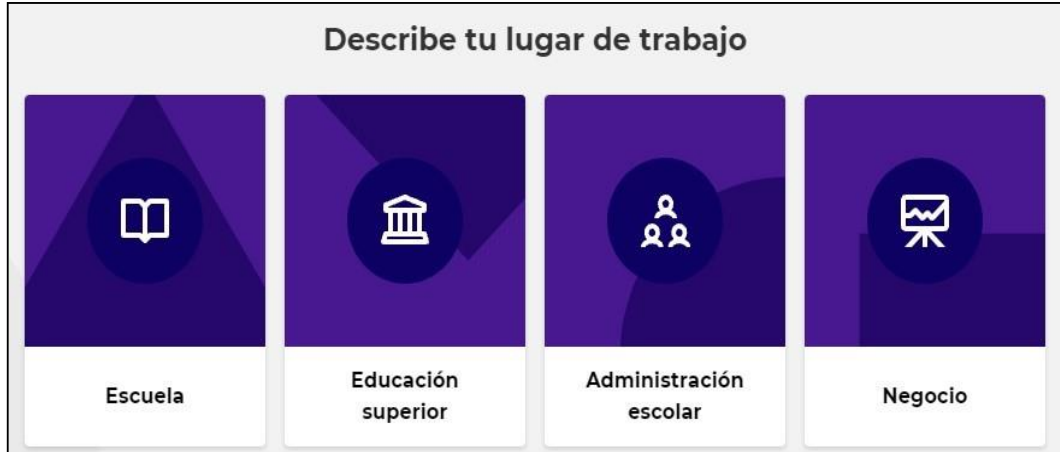 Describe tu lugar de trabajo
Escuela
Educación
superior
Administración
escolar
Negocio